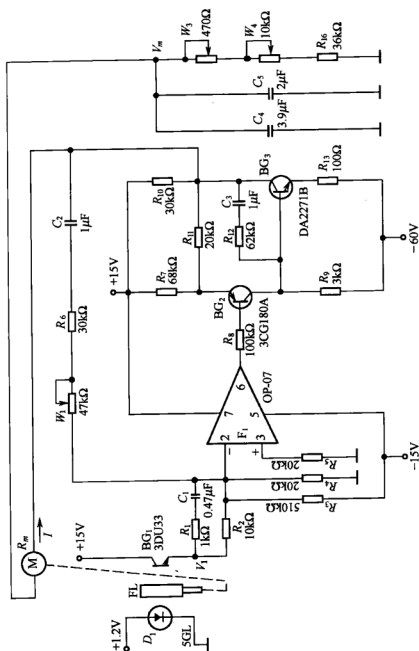 R_m
M
I
V_m
W_3
470Ω
W_4
10kΩ
R_16
36kΩ
C_5
2μF
C_4
3.9μF
C_2
1μF
R_6
30kΩ
W_1
47kΩ
R_10
30kΩ
+15V
R_7
68kΩ
R_11
20kΩ
C_3
1μF
R_12
62kΩ
BG_3
DA2271B
R_13
100Ω
BG_2
R_8
100kΩ
3CG180A
R_9
3kΩ
-60V
OP-07
7
6
2
-
F_1
3
+
5
C_1
0.47μF
R_1
1kΩ
R_2
10kΩ
R_5
20kΩ
R_4
20kΩ
R_3
510kΩ
-15V
+15V
BG_1
3DU33
V_1
FL
+1.2V
D_1
5GL